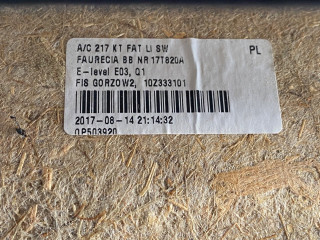 A/C 217 KT FAT LI SW PL
FAURECIA BB NR 17T820A
E-level E03, Q1
FIS GORZOW2, 10Z333101
2017-08-14 21:14:32
0P503920